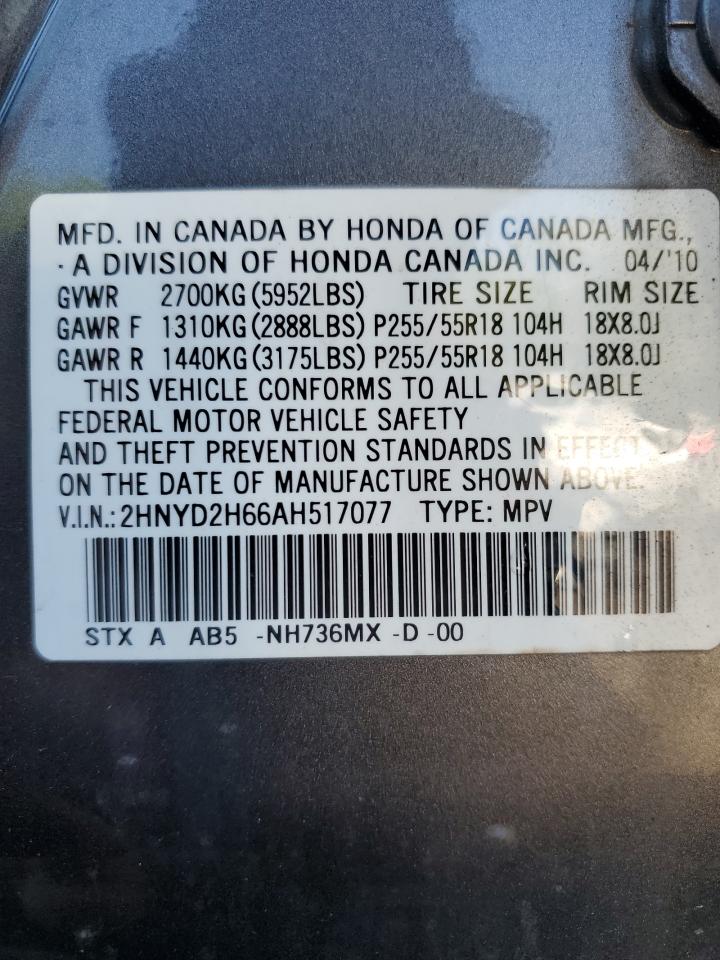 MFD. IN CANADA BY HONDA OF CANADA MFG.,
· A DIVISION OF HONDA CANADA INC. 04/'10
GVWR 2700KG(5952LBS) TIRE SIZE RIM SIZE
GAWR F 1310KG(2888LBS) P255/55R18 104H 18X8.0J
GAWR R 1440KG(3175LBS) P255/55R18 104H 18X8.0J
THIS VEHICLE CONFORMS TO ALL APPLICABLE
FEDERAL MOTOR VEHICLE SAFETY
AND THEFT PREVENTION STANDARDS IN EFFECT
ON THE DATE OF MANUFACTURE SHOWN ABOVE.
V.I.N.: 2HNYD2H66AH517077 TYPE: MPV
STX A AB5 -NH736MX -D -00